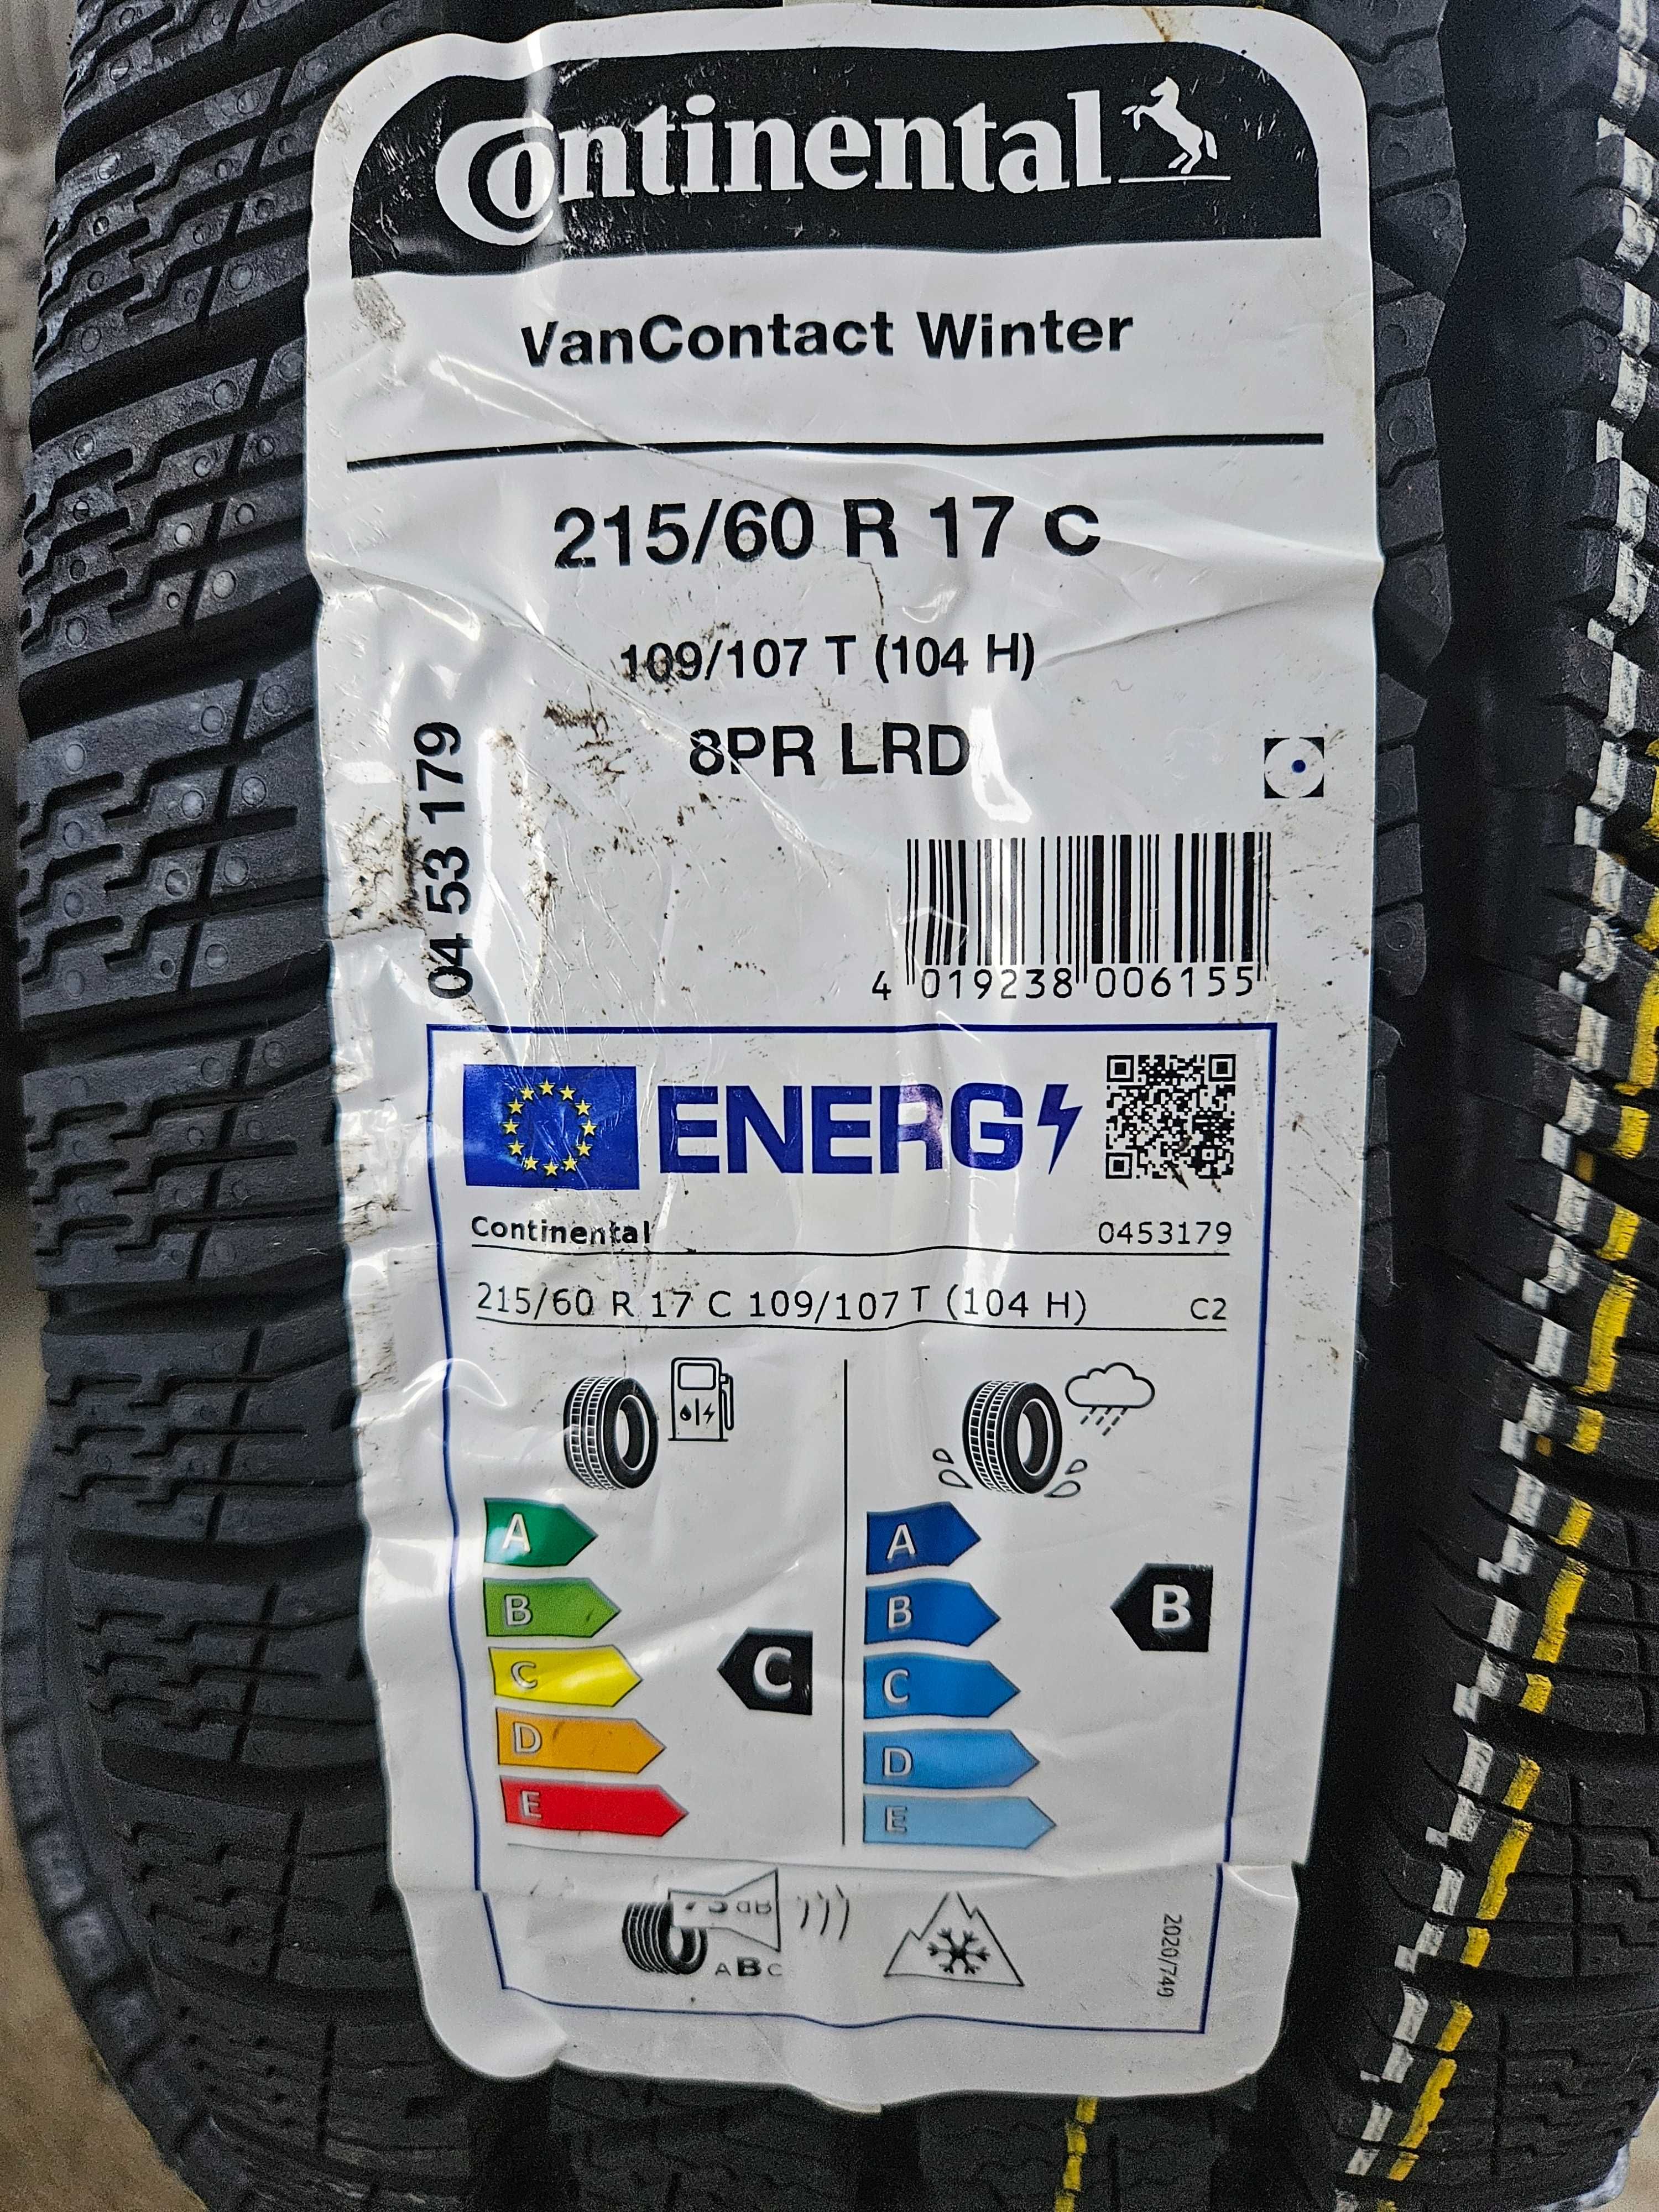 Continental
VanContact Winter
215/60 R 17 C
109/107 T (104 H)
8PR LRD
04 53 179
4 019238 006155
ENERG
Continental
0453179
215/60 R 17 C 109/107 T (104 H)
C2
A
B
C
D
E
C
A
B
C
D
E
B
dB
A B C
2020/740